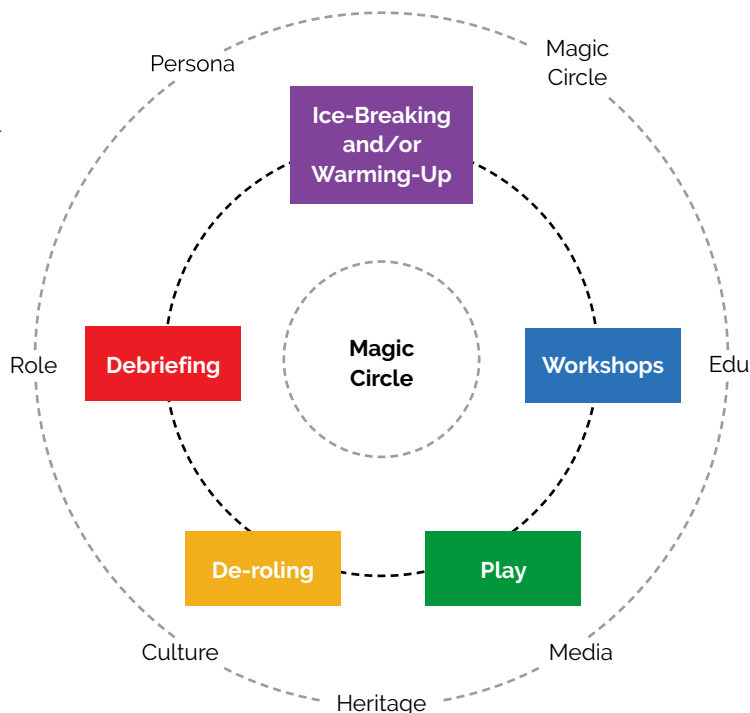 Persona
Magic
Circle
Ice-Breaking
and/or
Warming-Up
Role
Debriefing
Magic
Circle
Workshops
Edu
De-roling
Play
Culture
Media
Heritage